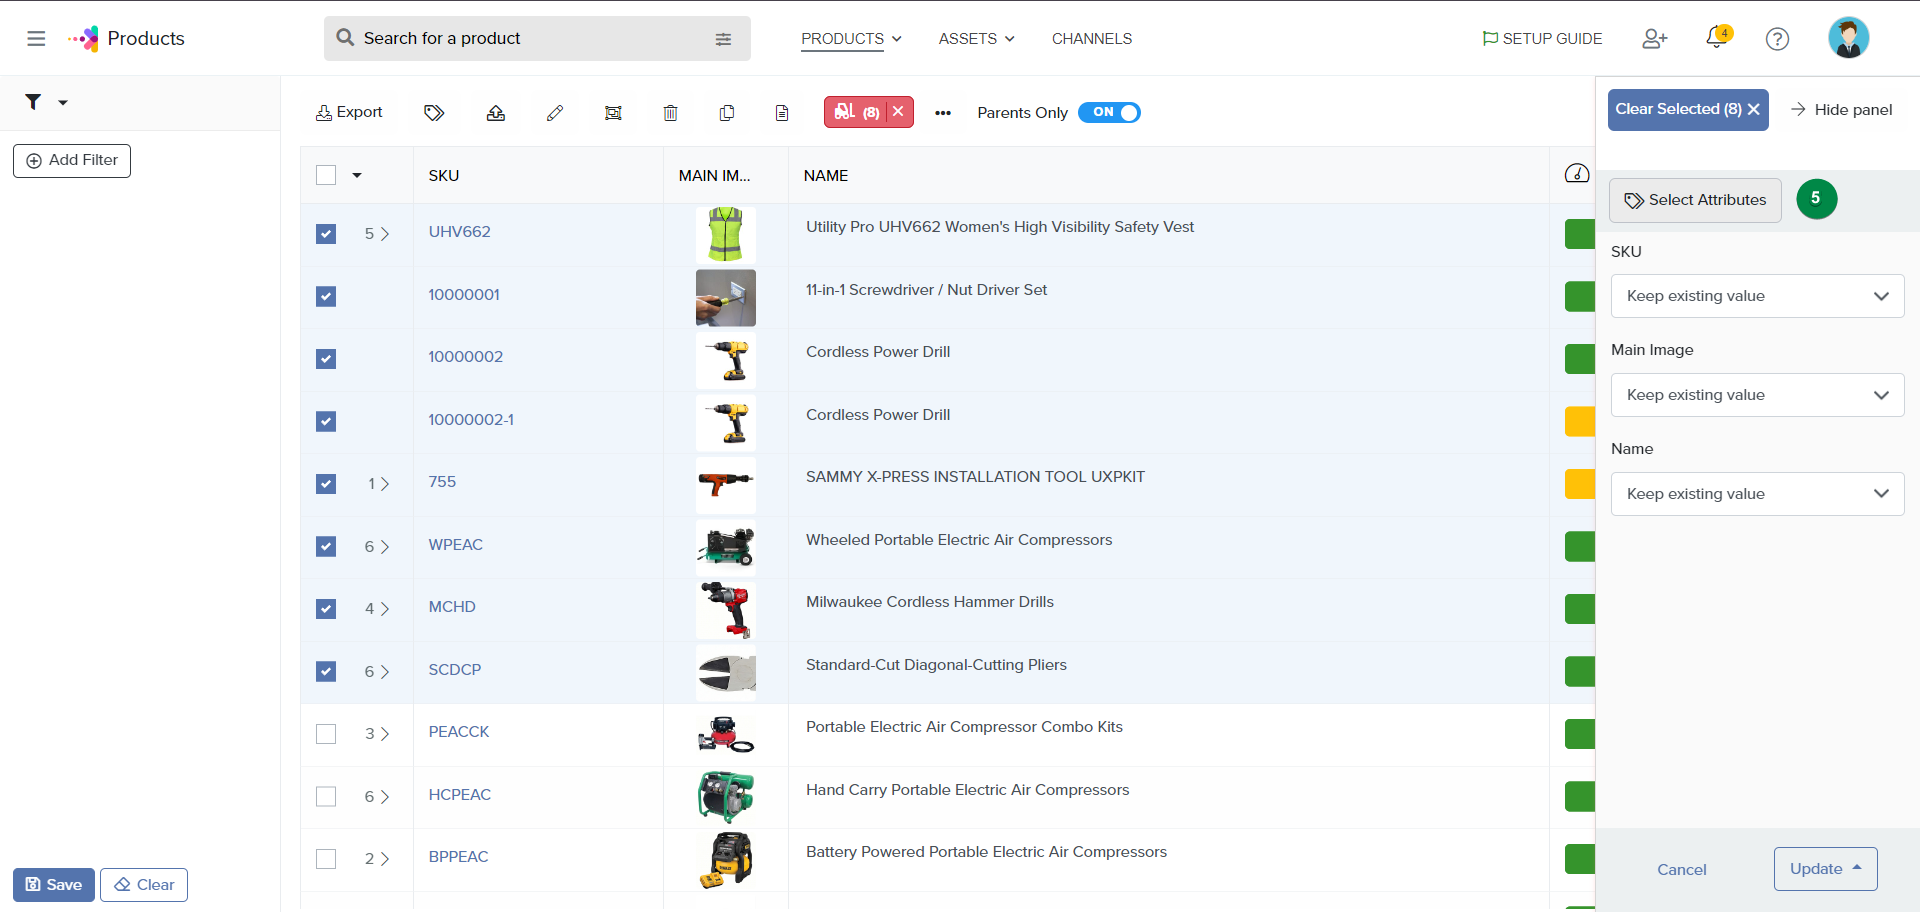 Products
Search for a product
PRODUCTS
ASSETS
CHANNELS
SETUP GUIDE
4
Export
(8)
Parents Only
ON
Clear Selected (8)
Hide panel
Add Filter
SKU
MAIN IM...
NAME
Select Attributes
5
5
UHV662
Utility Pro UHV662 Women's High Visibility Safety Vest
10000001
11-in-1 Screwdriver / Nut Driver Set
10000002
Cordless Power Drill
10000002-1
Cordless Power Drill
1
755
SAMMY X-PRESS INSTALLATION TOOL UXPKIT
6
WPEAC
Wheeled Portable Electric Air Compressors
4
MCHD
Milwaukee Cordless Hammer Drills
6
SCDCP
Standard-Cut Diagonal-Cutting Pliers
3
PEACCK
Portable Electric Air Compressor Combo Kits
6
HCPEAC
Hand Carry Portable Electric Air Compressors
2
BPPEAC
Battery Powered Portable Electric Air Compressors
SKU
Keep existing value
Main Image
Keep existing value
Name
Keep existing value
Save
Clear
Cancel
Update